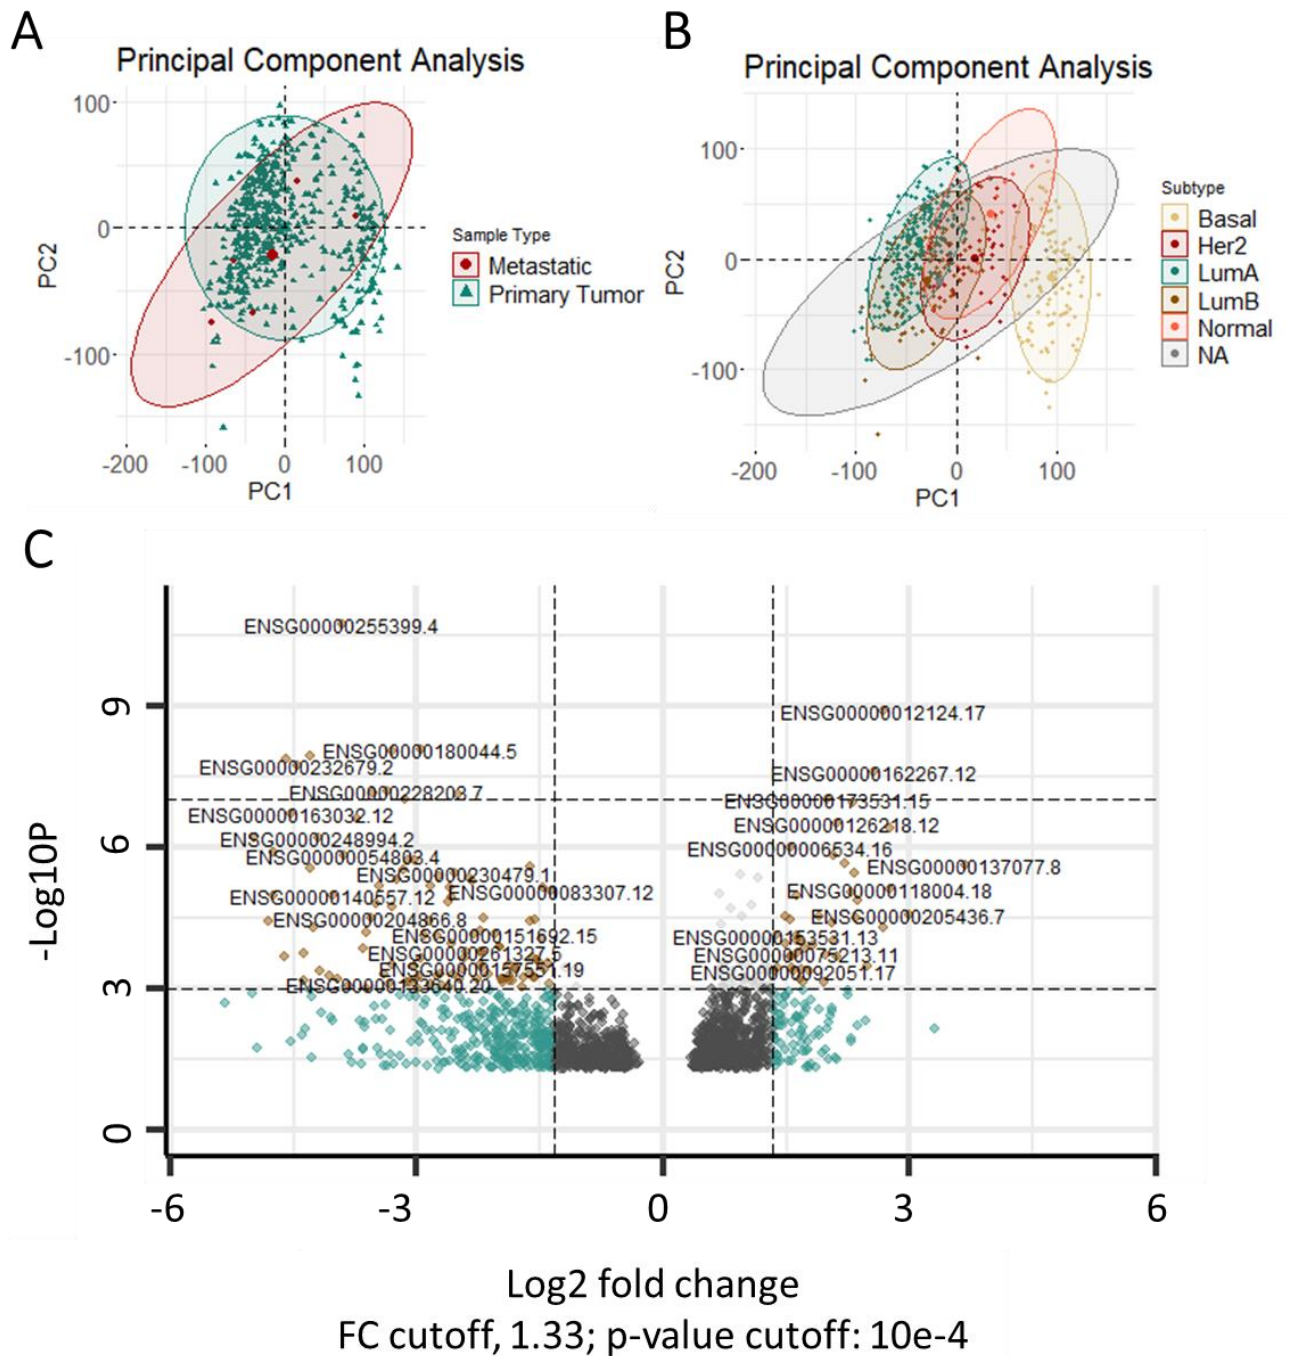 A
Principal Component Analysis
100
0
-100
PC2
-200 -100 0 100
PC1
Sample Type
Metastatic
Primary Tumor
B
Principal Component Analysis
100
0
-100
PC2
-200 -100 0 100
PC1
Subtype
Basal
Her2
LumA
LumB
Normal
NA
C
ENSG00000255399.4
ENSG00000012124.17
ENSG00000180044.5
ENSG00000232679.2
ENSG00000162267.12
ENSG00000228203.7
ENSG00000173531.15
ENSG00000163032.12
ENSG00000126218.12
ENSG00000248994.2
ENSG00000006534.16
ENSG00000054803.4
ENSG00000137077.8
ENSG00000230479.1
ENSG00000083307.12
ENSG00000118004.18
ENSG00000140557.12
ENSG00000204866.8
ENSG00000205436.7
ENSG00000151692.15
ENSG00000153531.13
ENSG00000261327.5
ENSG00000075213.11
ENSG00000157551.19
ENSG00000092051.17
ENSG00000133640.20
-Log10P
9
6
3
0
-6 -3 0 3 6
Log2 fold change
FC cutoff, 1.33; p-value cutoff: 10e-4